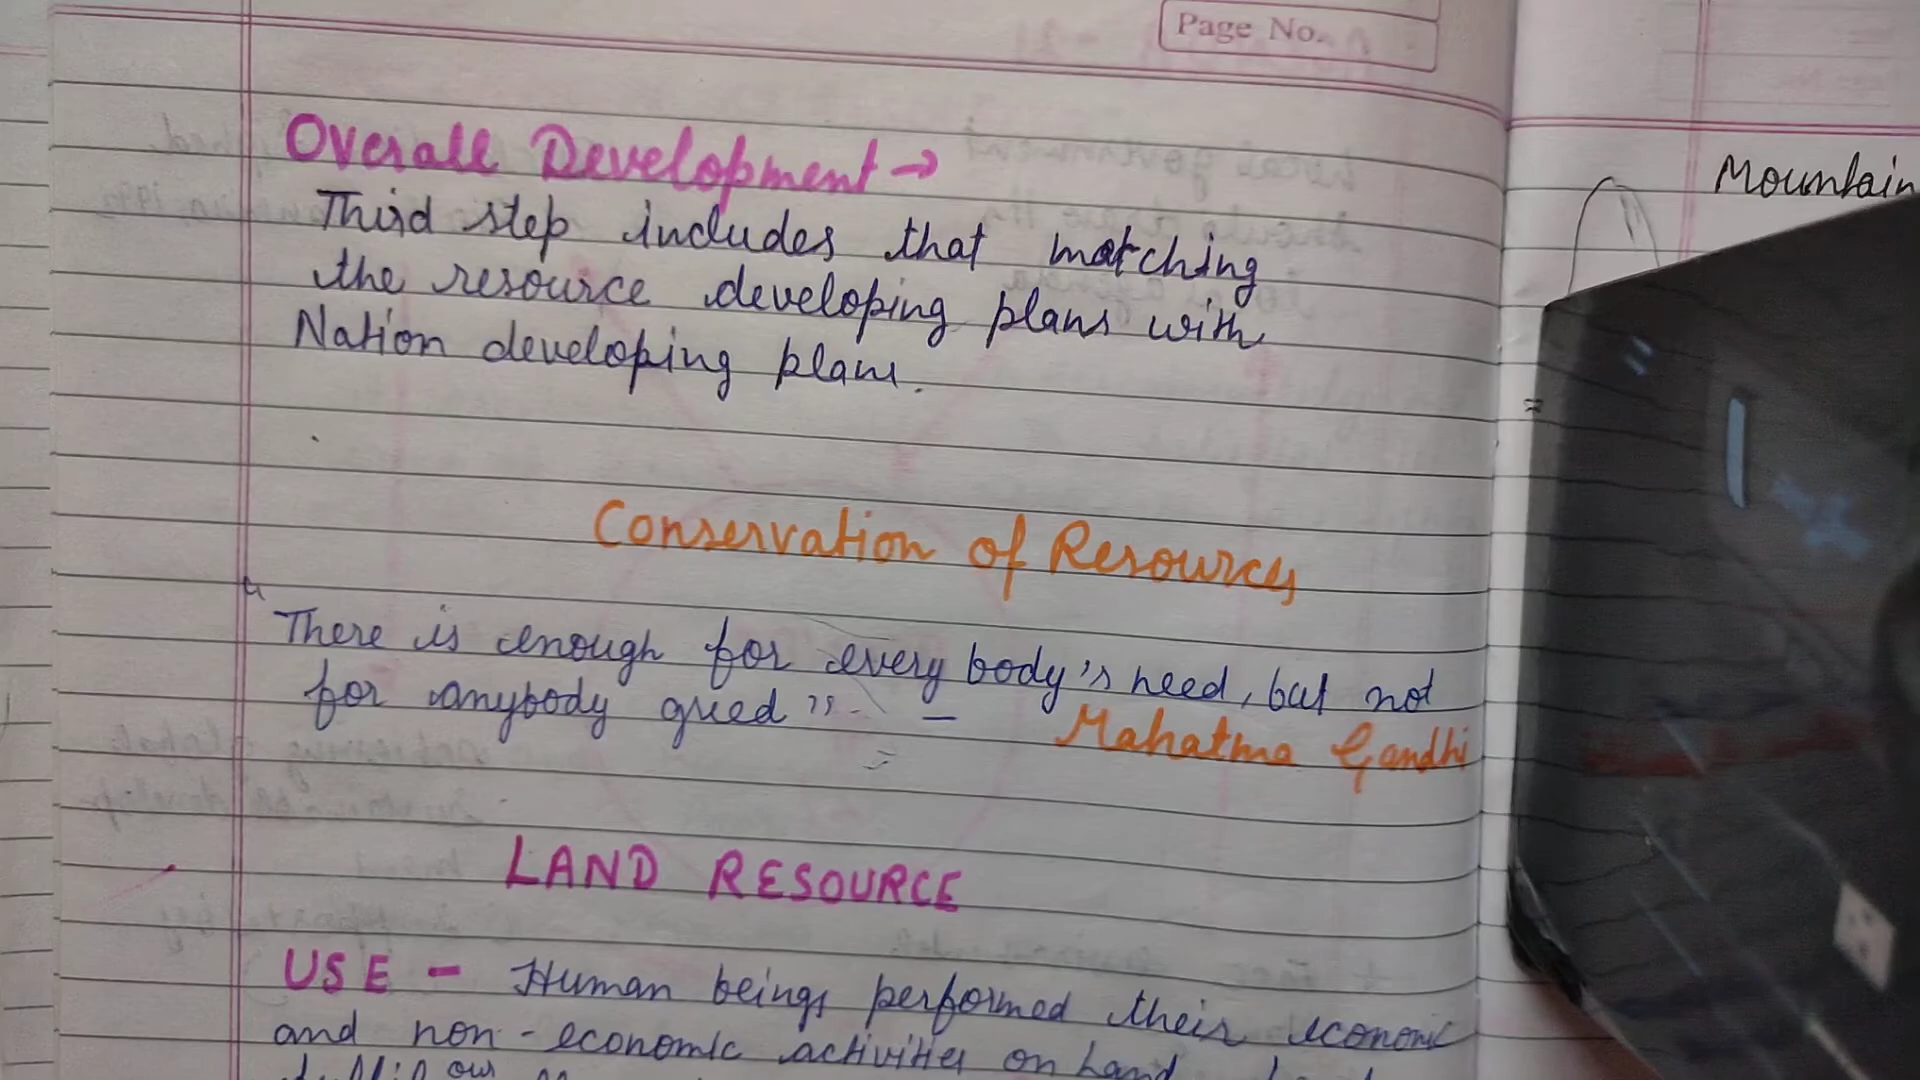 Page No.
Overall Development →
Third step includes that matching
the resource developing plans with
Nation developing plans.
Conservation of Resources
"There is enough for every body's need, but not
for anybody greed" - Mahatma Gandhi
LAND RESOURCE
USE - Human beings performed their economic
and non-economic activities on Land
our
Mountain